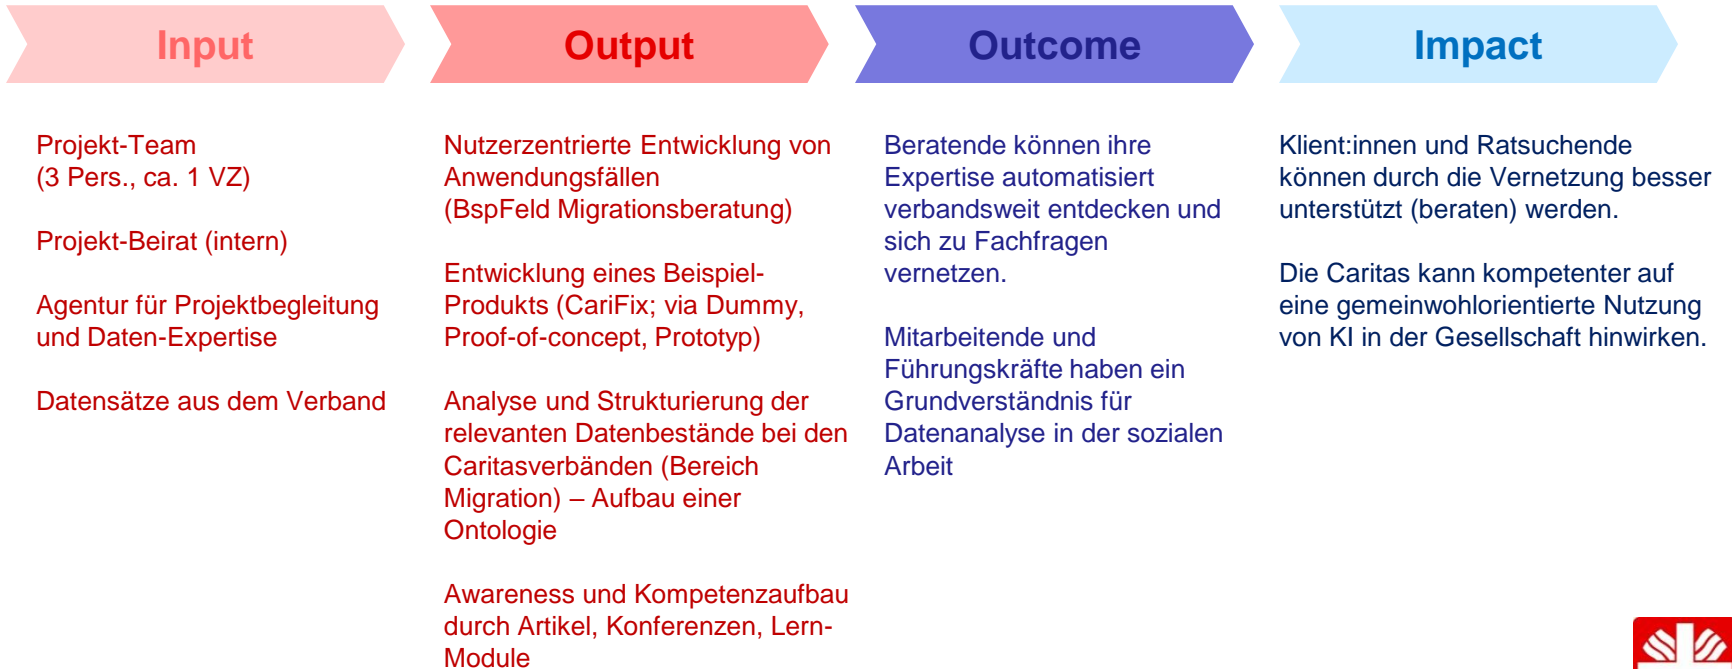 Input
Output
Outcome
Impact
Projekt-Team
(3 Pers., ca. 1 VZ)
Projekt-Beirat (intern)
Agentur für Projektbegleitung
und Daten-Expertise
Datensätze aus dem Verband
Nutzerzentrierte Entwicklung von
Anwendungsfällen
(BspFeld Migrationsberatung)
Entwicklung eines Beispiel-
Produkts (CariFix; via Dummy,
Proof-of-concept, Prototyp)
Analyse und Strukturierung der
relevanten Datenbestände bei den
Caritasverbänden (Bereich
Migration) – Aufbau einer
Ontologie
Awareness und Kompetenzaufbau
durch Artikel, Konferenzen, Lern-
Module
Beratende können ihre
Expertise automatisiert
verbandsweit entdecken und
sich zu Fachfragen
vernetzen.
Mitarbeitende und
Führungskräfte haben ein
Grundverständnis für
Datenanalyse in der sozialen
Arbeit
Klient:innen und Ratsuchende
können durch die Vernetzung besser
unterstützt (beraten) werden.
Die Caritas kann kompetenter auf
eine gemeinwohlorientierte Nutzung
von KI in der Gesellschaft hinwirken.